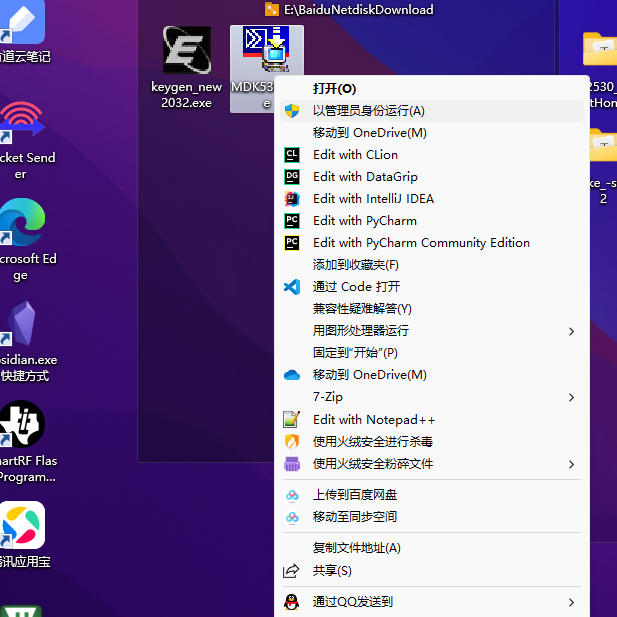 E:\BaiduNetdiskDownload
道云笔记
keygen_new
2032.exe
MDK53
e
cket Send
er
crosoft Ed
ge
sidian.exe
快捷方式
artRF Flas
Program...
讯应用宝
2530_
tHom
ke_-s
2
打开(O)
以管理员身份运行(A)
移动到 OneDrive(M)
Edit with CLion
Edit with DataGrip
Edit with IntelliJ IDEA
Edit with PyCharm
Edit with PyCharm Community Edition
添加到收藏夹(F)
通过 Code 打开
兼容性疑难解答(Y)
用图形处理器运行
固定到"开始"(P)
移动到 OneDrive(M)
7-Zip
Edit with Notepad++
使用火绒安全进行杀毒
使用火绒安全粉碎文件
上传到百度网盘
移动至同步空间
复制文件地址(A)
共享(S)
通过QQ发送到